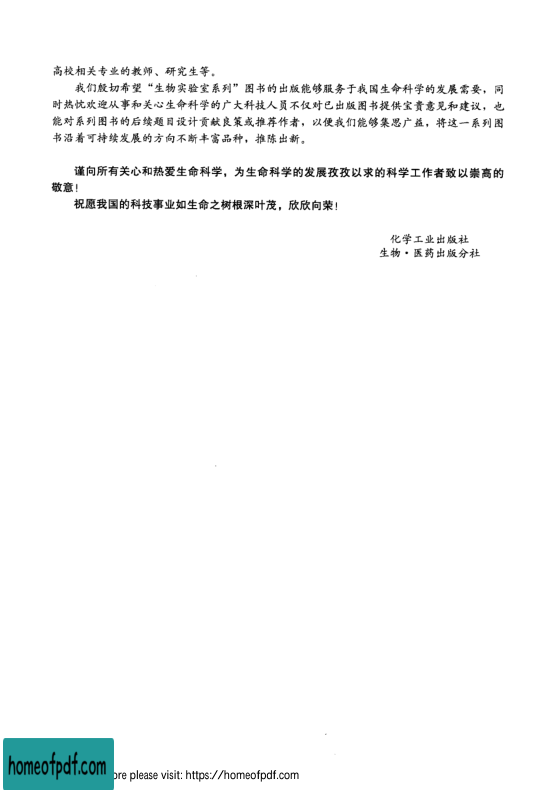 高校相关专业的教师、研究生等。
我们殷切希望“生物实验室系列”图书的出版能够服务于我国生命科学的发展需要，同
时热忱欢迎从事和关心生命科学的广大科技人员不仅对已出版图书提供宝贵意见和建议，也
能对系列图书的后续题目设计贡献良策或推荐作者，以便我们能够集思广益，将这一系列图
书沿着可持续发展的方向不断丰富品种，推陈出新。
谨向所有关心和热爱生命科学，为生命科学的发展孜孜以求的科学工作者致以崇高的
敬意！
祝愿我国的科技事业如生命之树根深叶茂，欣欣向荣！
化学工业出版社
生物·医药出版分社
homeofpdf.com
ore please visit: https://homeofpdf.com